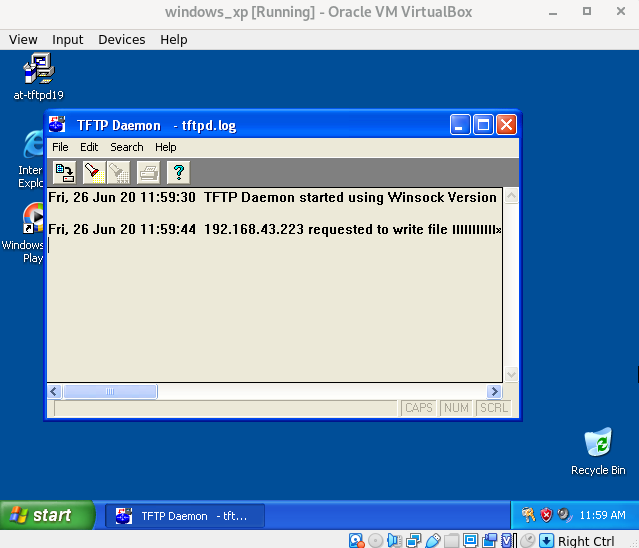 windows_xp [Running] - Oracle VM VirtualBox
View Input Devices Help
at-tftpd19
TFTP Daemon - tftpd.log
File Edit Search Help
Inter
Explo
Fri, 26 Jun 20 11:59:30 TFTP Daemon started using Winsock Version
Windows
Play
Fri, 26 Jun 20 11:59:44 192.168.43.223 requested to write file
CAPS NUM SCRL
Recycle Bin
start
TFTP Daemon - tft...
11:59 AM
Right Ctrl